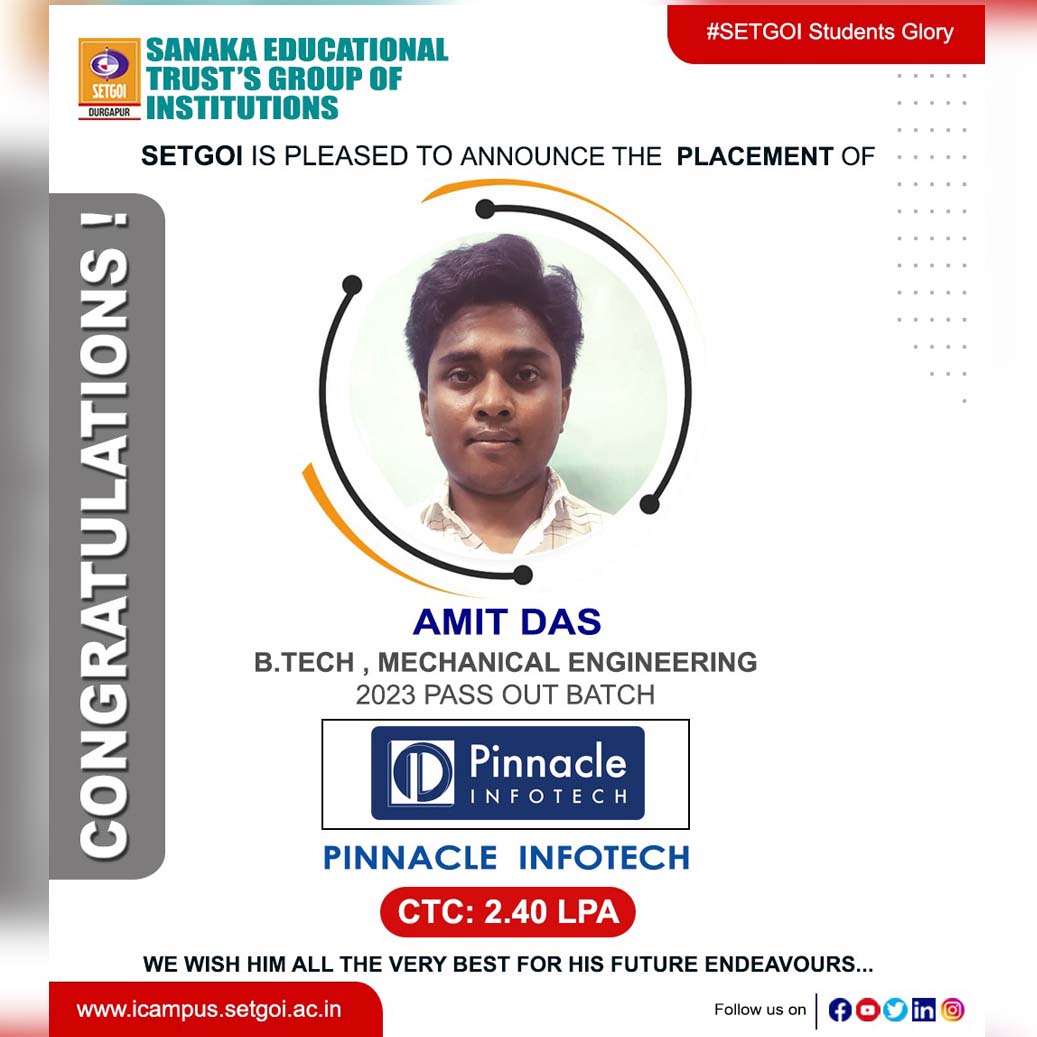 #SETGOI Students Glory
SETGOI
DURGAPUR
SANAKA EDUCATIONAL
TRUST'S GROUP OF
INSTITUTIONS
SETGOI IS PLEASED TO ANNOUNCE THE PLACEMENT OF
CONGRATULATIONS !
AMIT DAS
B.TECH , MECHANICAL ENGINEERING
2023 PASS OUT BATCH
Pinnacle
INFOTECH
PINNACLE INFOTECH
CTC: 2.40 LPA
WE WISH HIM ALL THE VERY BEST FOR HIS FUTURE ENDEAVOURS...
www.icampus.setgoi.ac.in
Follow us on